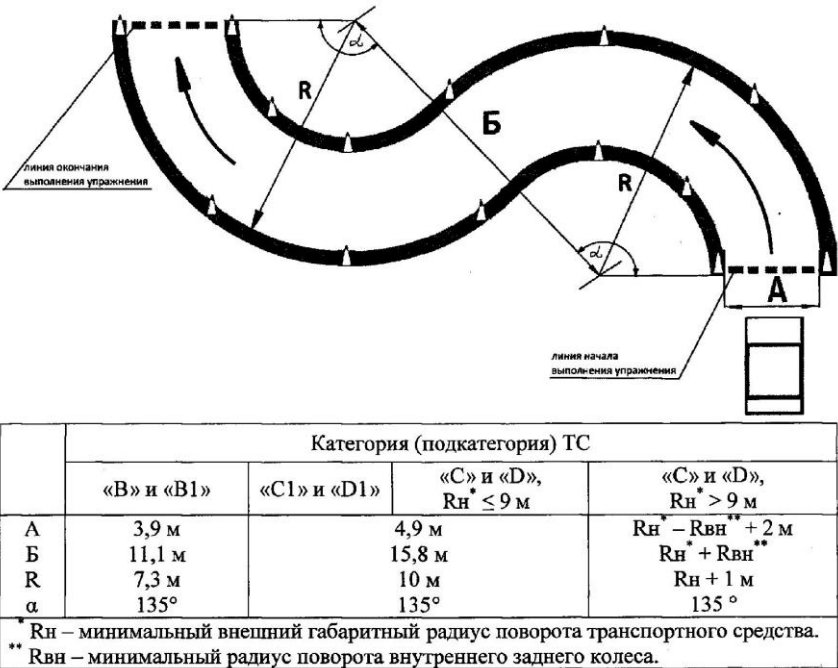 α
R
Б
линия окончания
выполнения упражнения
R
α
А
линия начала
выполнения упражнения
Категория (подкатегория) ТС
«В» и «В1» «С1» и «D1» «С» и «D», Rн* ≤ 9 м «С» и «D», Rн* > 9 м
А 3,9 м 4,9 м Rн* – Rвн** + 2 м
Б 11,1 м 15,8 м Rн* + Rвн**
R 7,3 м 10 м Rн + 1 м
α 135° 135° 135 °
* Rн – минимальный внешний габаритный радиус поворота транспортного средства.
** Rвн – минимальный радиус поворота внутреннего заднего колеса.